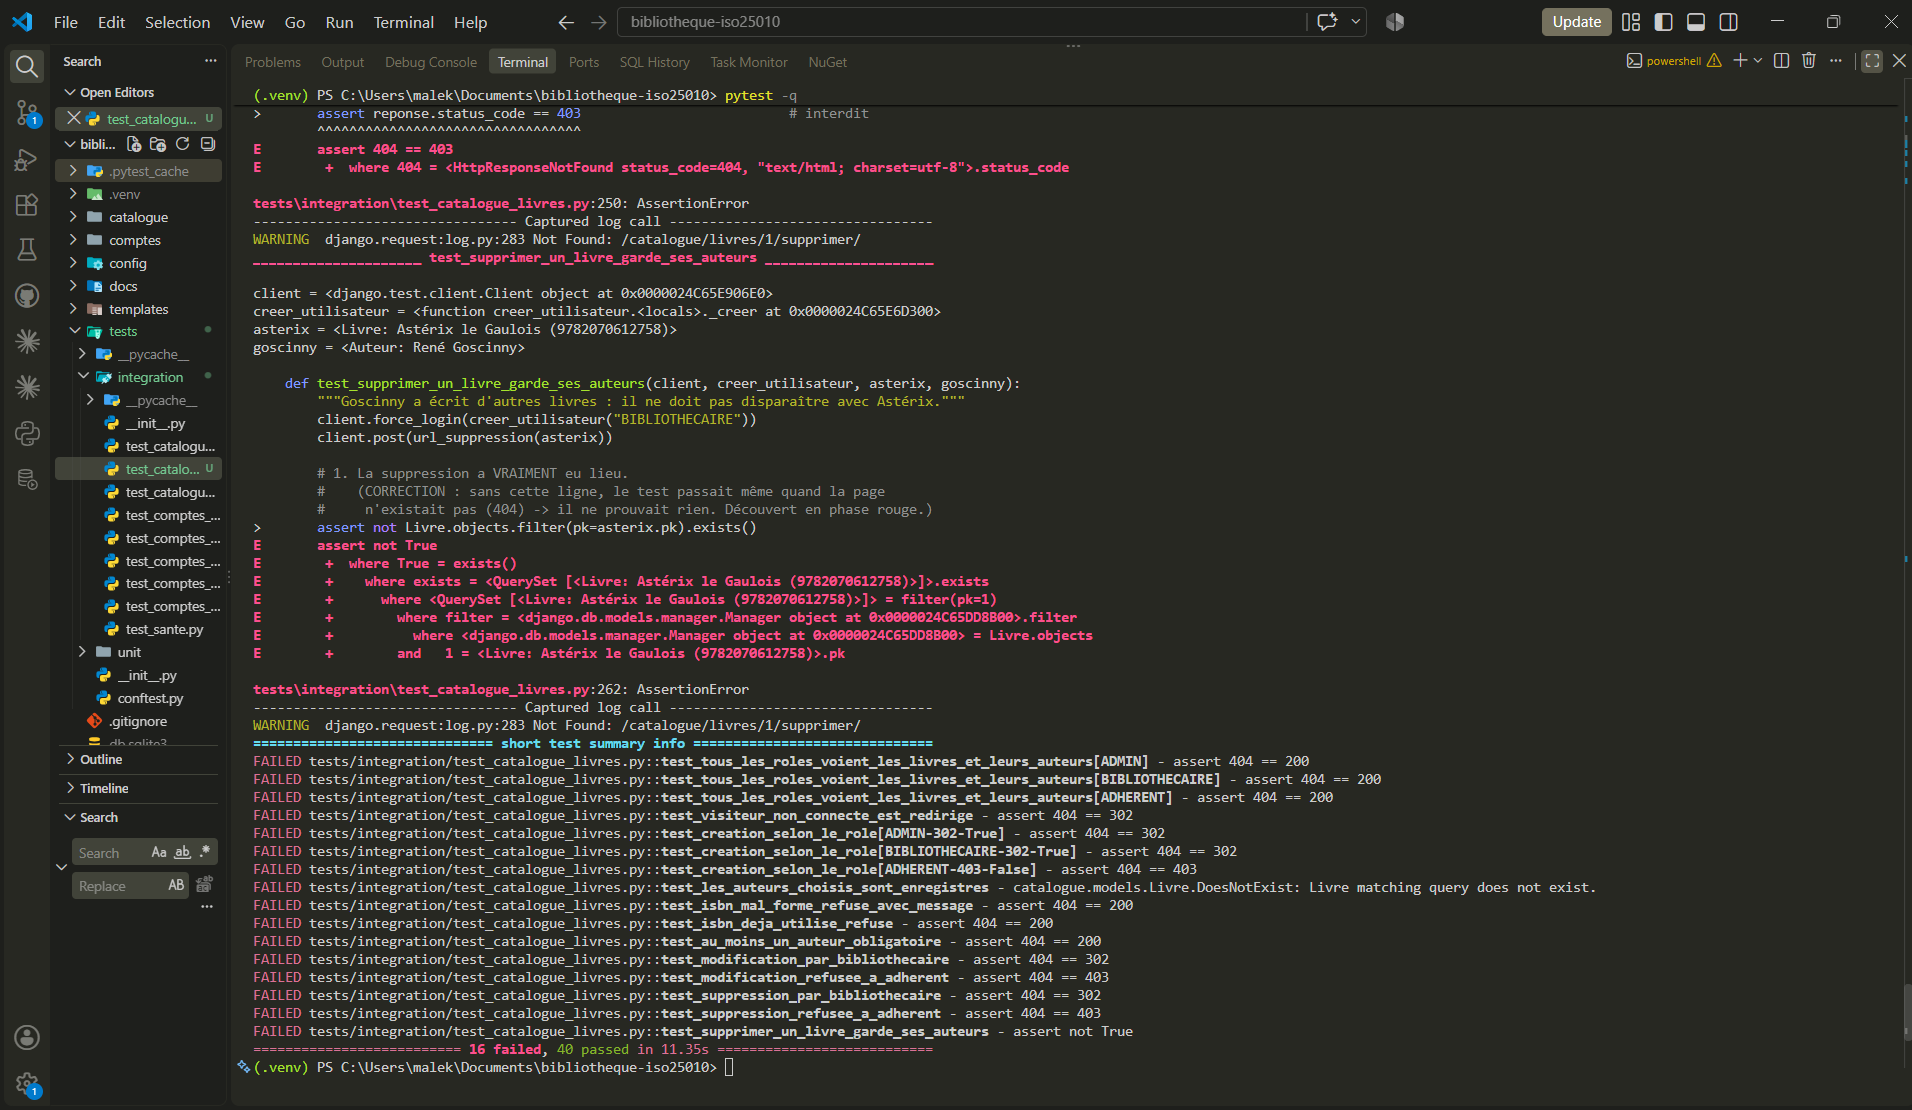 File Edit Selection View Go Run Terminal Help
bibliotheque-iso25010
Update
Search
Open Editors
test_catalogu... U
bibli...
.pytest_cache
.venv
catalogue
comptes
config
docs
templates
tests
__pycache__
integration
__pycache__
__init__.py
test_catalogu...
test_catalo... U
test_catalogu...
test_comptes_...
test_comptes_...
test_comptes_...
test_comptes_...
test_comptes_...
test_sante.py
unit
__init__.py
conftest.py
.gitignore
db.sqlite3
Outline
Timeline
Search
Search Aa ab .*
Replace AB
1
1
Problems Output Debug Console Terminal Ports SQL History Task Monitor NuGet
powershell
(.venv) PS C:\Users\malek\Documents\bibliotheque-iso25010> pytest -q
> assert reponse.status_code == 403 # interdit
^^^^^^^^^^^^^^^^^^^^^^^^^^^^^^^^^
E assert 404 == 403
E + where 404 = <HttpResponseNotFound status_code=404, "text/html; charset=utf-8">.status_code
tests\integration\test_catalogue_livres.py:250: AssertionError
--------------------------------- Captured log call ---------------------------------
WARNING django.request:log.py:283 Not Found: /catalogue/livres/1/supprimer/
_____________________ test_supprimer_un_livre_garde_ses_auteurs _____________________
client = <django.test.client.Client object at 0x0000024C65E906E0>
creer_utilisateur = <function creer_utilisateur.<locals>._creer at 0x0000024C65E6D300>
asterix = <Livre: Astérix le Gaulois (9782070612758)>
goscinny = <Auteur: René Goscinny>
def test_supprimer_un_livre_garde_ses_auteurs(client, creer_utilisateur, asterix, goscinny):
"""Goscinny a écrit d'autres livres : il ne doit pas disparaître avec Astérix."""
client.force_login(creer_utilisateur("BIBLIOTHECAIRE"))
client.post(url_suppression(asterix))
# 1. La suppression a VRAIMENT eu lieu.
# (CORRECTION : sans cette ligne, le test passait même quand la page
# n'existait pas (404) -> il ne prouvait rien. Découvert en phase rouge.)
> assert not Livre.objects.filter(pk=asterix.pk).exists()
E assert not True
E + where True = exists()
E + where exists = <QuerySet [<Livre: Astérix le Gaulois (9782070612758)>]>.exists
E + where <QuerySet [<Livre: Astérix le Gaulois (9782070612758)>]> = filter(pk=1)
E + where filter = <django.db.models.manager.Manager object at 0x0000024C65DD8B00>.filter
E + where <django.db.models.manager.Manager object at 0x0000024C65DD8B00> = Livre.objects
E + and 1 = <Livre: Astérix le Gaulois (9782070612758)>.pk
tests\integration\test_catalogue_livres.py:262: AssertionError
--------------------------------- Captured log call ---------------------------------
WARNING django.request:log.py:283 Not Found: /catalogue/livres/1/supprimer/
============================== short test summary info ==============================
FAILED tests/integration/test_catalogue_livres.py::test_tous_les_roles_voient_les_livres_et_leurs_auteurs[ADMIN] - assert 404 == 200
FAILED tests/integration/test_catalogue_livres.py::test_tous_les_roles_voient_les_livres_et_leurs_auteurs[BIBLIOTHECAIRE] - assert 404 == 200
FAILED tests/integration/test_catalogue_livres.py::test_tous_les_roles_voient_les_livres_et_leurs_auteurs[ADHERENT] - assert 404 == 200
FAILED tests/integration/test_catalogue_livres.py::test_visiteur_non_connecte_est_redirige - assert 404 == 302
FAILED tests/integration/test_catalogue_livres.py::test_creation_selon_le_role[ADMIN-302-True] - assert 404 == 302
FAILED tests/integration/test_catalogue_livres.py::test_creation_selon_le_role[BIBLIOTHECAIRE-302-True] - assert 404 == 302
FAILED tests/integration/test_catalogue_livres.py::test_creation_selon_le_role[ADHERENT-403-False] - assert 404 == 403
FAILED tests/integration/test_catalogue_livres.py::test_les_auteurs_choisis_sont_enregistres - catalogue.models.Livre.DoesNotExist: Livre matching query does not exist.
FAILED tests/integration/test_catalogue_livres.py::test_isbn_mal_forme_refuse_avec_message - assert 404 == 200
FAILED tests/integration/test_catalogue_livres.py::test_isbn_deja_utilise_refuse - assert 404 == 200
FAILED tests/integration/test_catalogue_livres.py::test_au_moins_un_auteur_obligatoire - assert 404 == 200
FAILED tests/integration/test_catalogue_livres.py::test_modification_par_bibliothecaire - assert 404 == 302
FAILED tests/integration/test_catalogue_livres.py::test_modification_refusee_a_adherent - assert 404 == 403
FAILED tests/integration/test_catalogue_livres.py::test_suppression_par_bibliothecaire - assert 404 == 302
FAILED tests/integration/test_catalogue_livres.py::test_suppression_refusee_a_adherent - assert 404 == 403
FAILED tests/integration/test_catalogue_livres.py::test_supprimer_un_livre_garde_ses_auteurs - assert not True
========================== 16 failed, 40 passed in 11.35s ===========================
(.venv) PS C:\Users\malek\Documents\bibliotheque-iso25010>